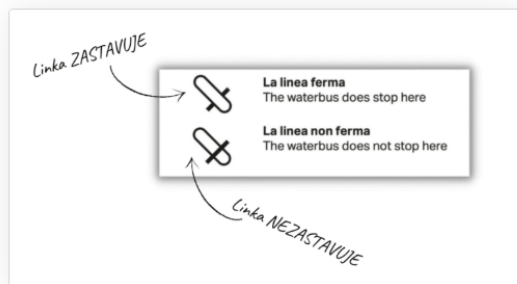 Linka ZASTAVUJE
La linea ferma
The waterbus does stop here
La linea non ferma
The waterbus does not stop here
Linka NEZASTAVUJE